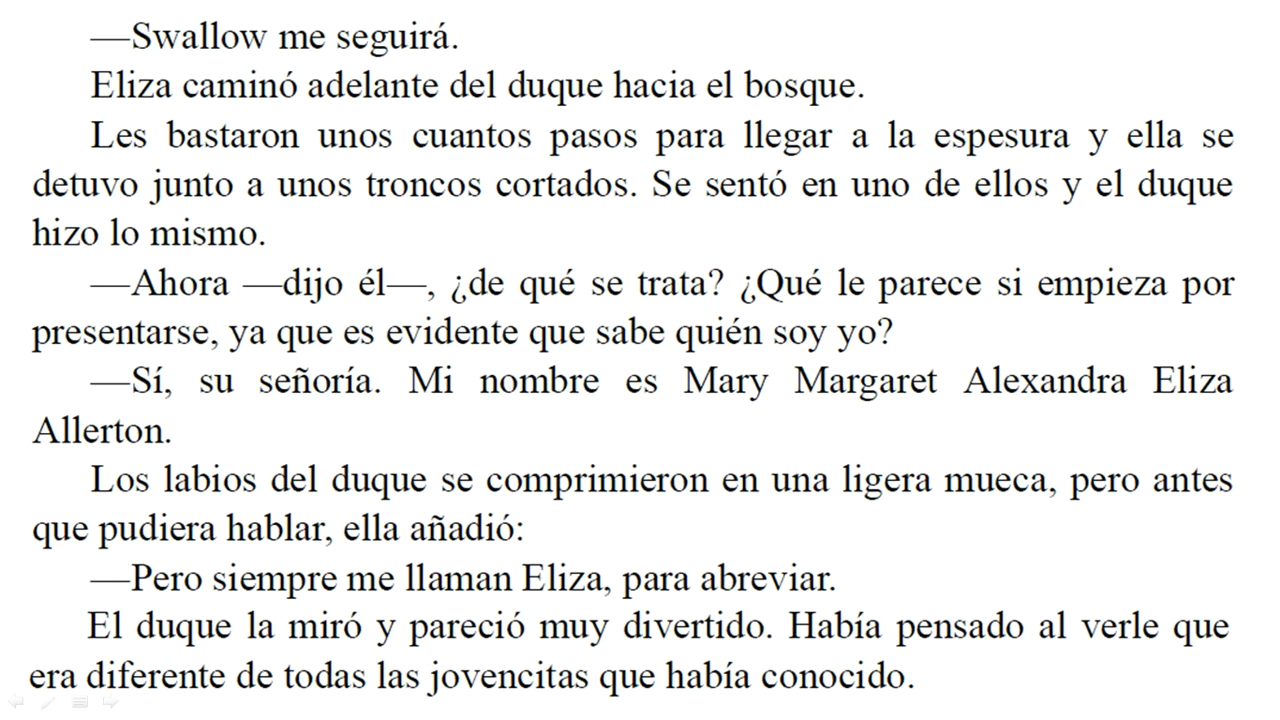 —Swallow me seguirá.
Eliza caminó adelante del duque hacia el bosque.
Les bastaron unos cuantos pasos para llegar a la espesura y ella se
detuvo junto a unos troncos cortados. Se sentó en uno de ellos y el duque
hizo lo mismo.
—Ahora —dijo él—, ¿de qué se trata? ¿Qué le parece si empieza por
presentarse, ya que es evidente que sabe quién soy yo?
—Sí, su señoría. Mi nombre es Mary Margaret Alexandra Eliza
Allerton.
Los labios del duque se comprimieron en una ligera mueca, pero antes
que pudiera hablar, ella añadió:
—Pero siempre me llaman Eliza, para abreviar.
El duque la miró y pareció muy divertido. Había pensado al verle que
era diferente de todas las jovencitas que había conocido.